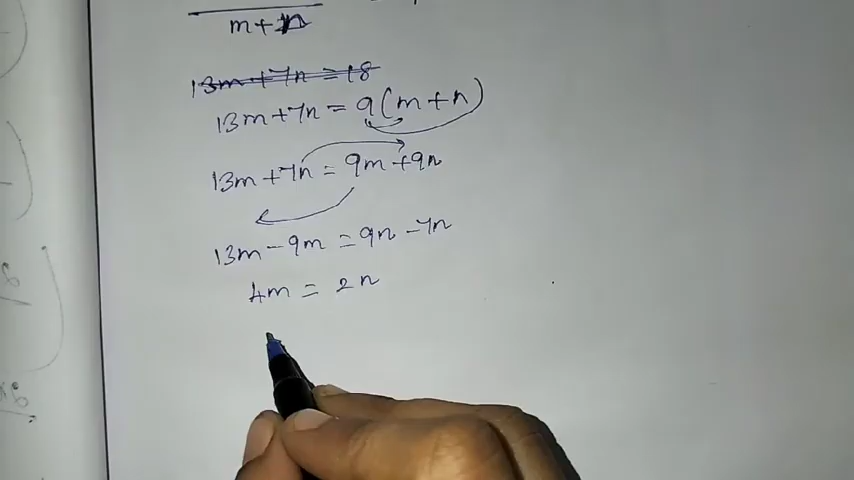 m+n
13m+7n=18
13m+7n = 9(m+n)
13m+7n = 9m+9n
13m-9m = 9n-7n
4m = 2n